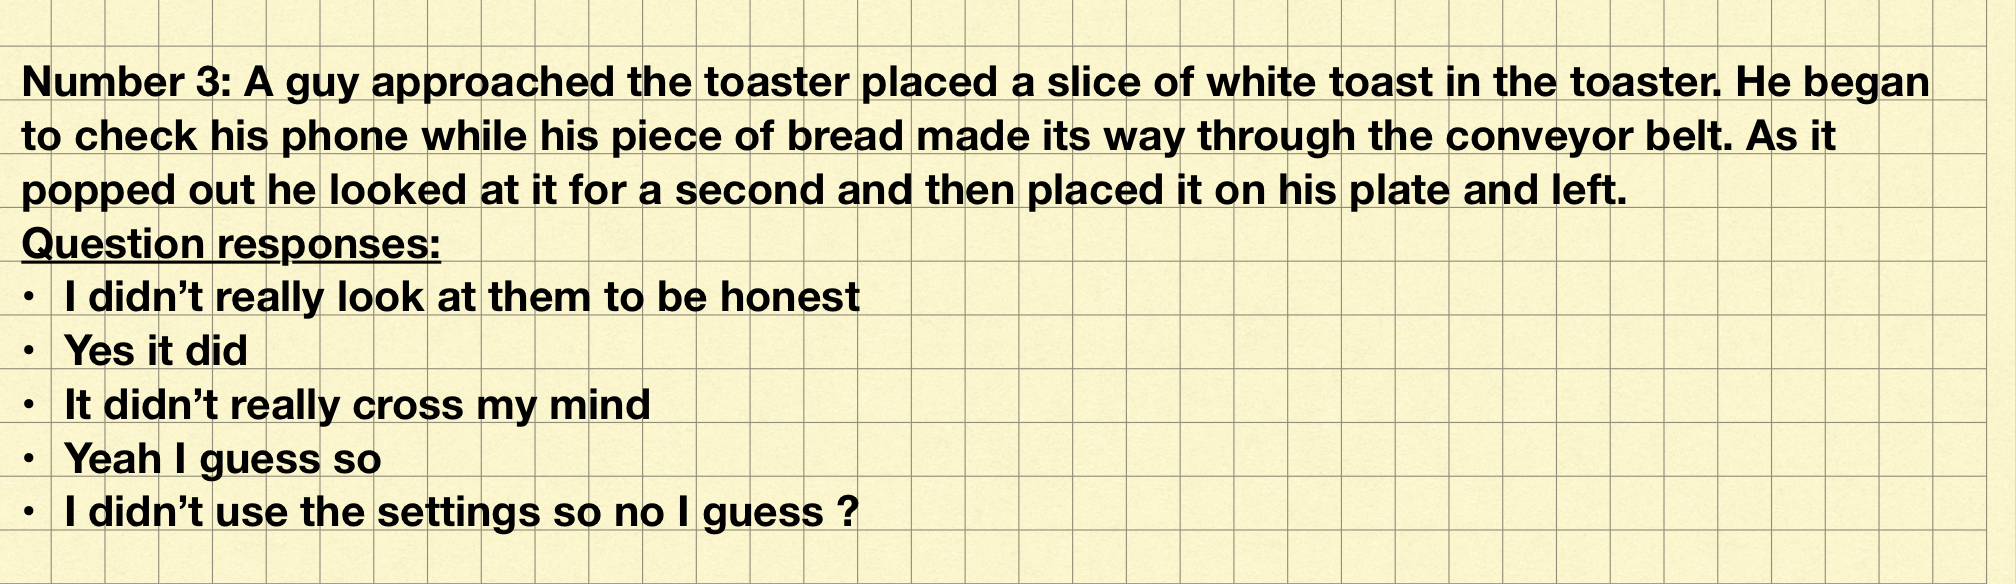 Number 3: A guy approached the toaster placed a slice of white toast in the toaster. He began
to check his phone while his piece of bread made its way through the conveyor belt. As it
popped out he looked at it for a second and then placed it on his plate and left.
Question responses:
• I didn’t really look at them to be honest
• Yes it did
• It didn’t really cross my mind
• Yeah I guess so
• I didn’t use the settings so no I guess ?